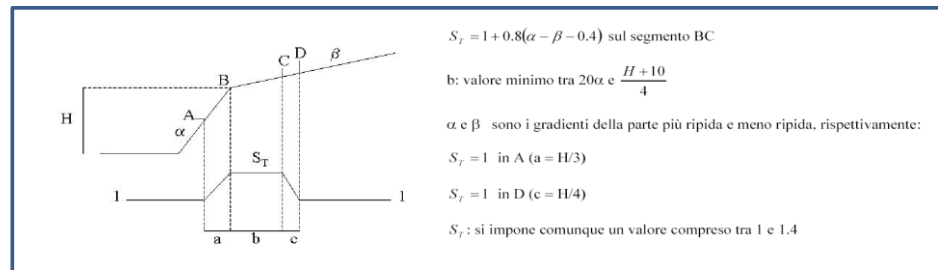 S_T = 1 + 0.8(α − β − 0.4) sul segmento BC
b: valore minimo tra 20α e (H + 10)/4
α e β sono i gradienti della parte più ripida e meno ripida, rispettivamente:
S_T = 1 in A (a = H/3)
S_T = 1 in D (c = H/4)
S_T : si impone comunque un valore compreso tra 1 e 1.4
C D β
B
H A
α
S_T
1 1
a b c